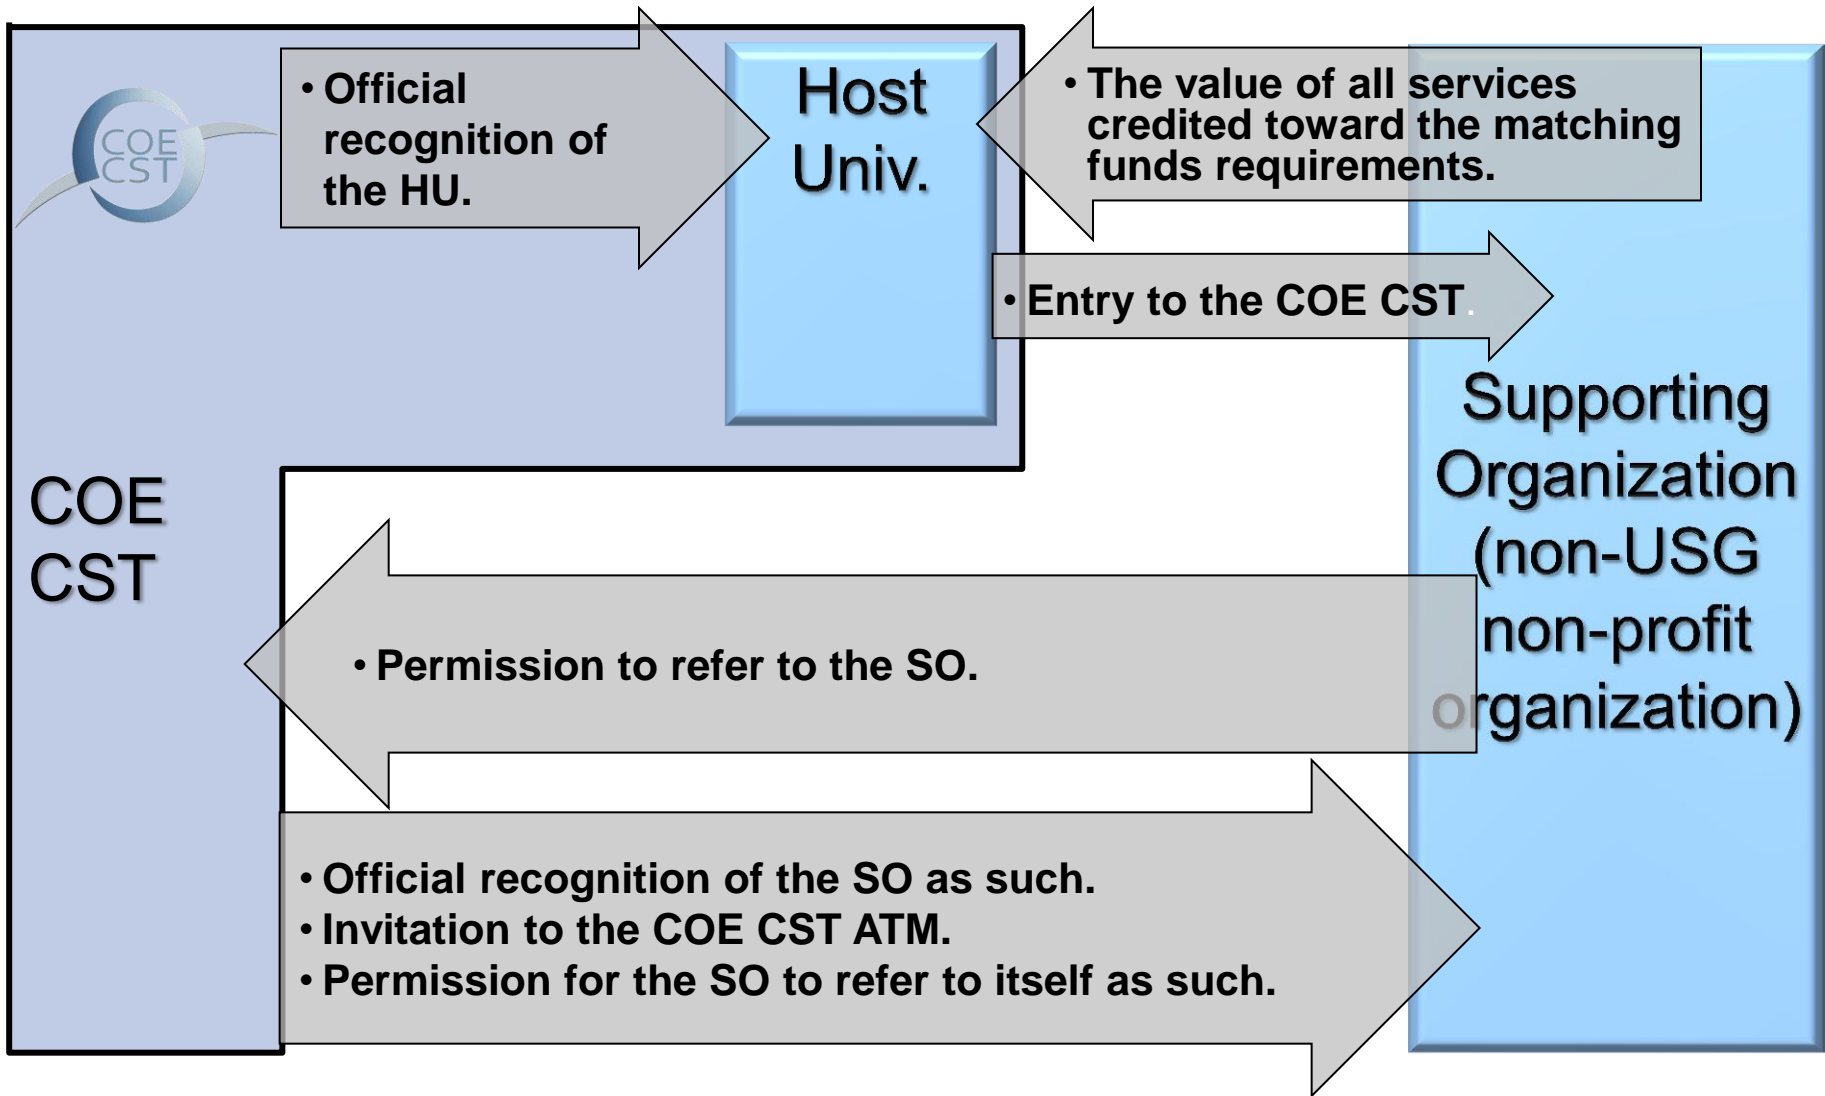 COE
CST
• Official
recognition of
the HU.
Host
Univ.
• The value of all services
credited toward the matching
funds requirements.
• Entry to the COE CST.
Supporting
Organization
(non-USG
non-profit
organization)
COE
CST
• Permission to refer to the SO.
• Official recognition of the SO as such.
• Invitation to the COE CST ATM.
• Permission for the SO to refer to itself as such.